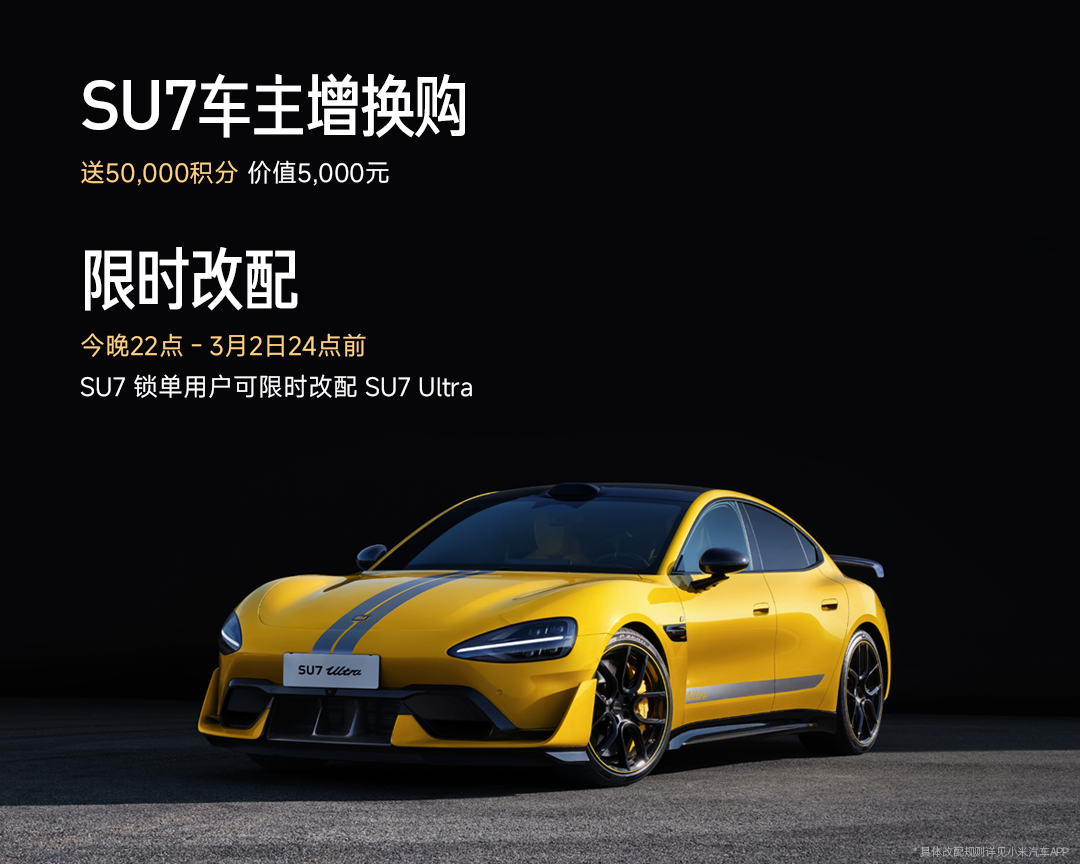 SU7车主增换购
送50,000积分 价值5,000元
限时改配
今晚22点 - 3月2日24点前
SU7 锁单用户可限时改配 SU7 Ultra
SU7 Ultra
Ultra
*具体改配规则详见小米汽车APP